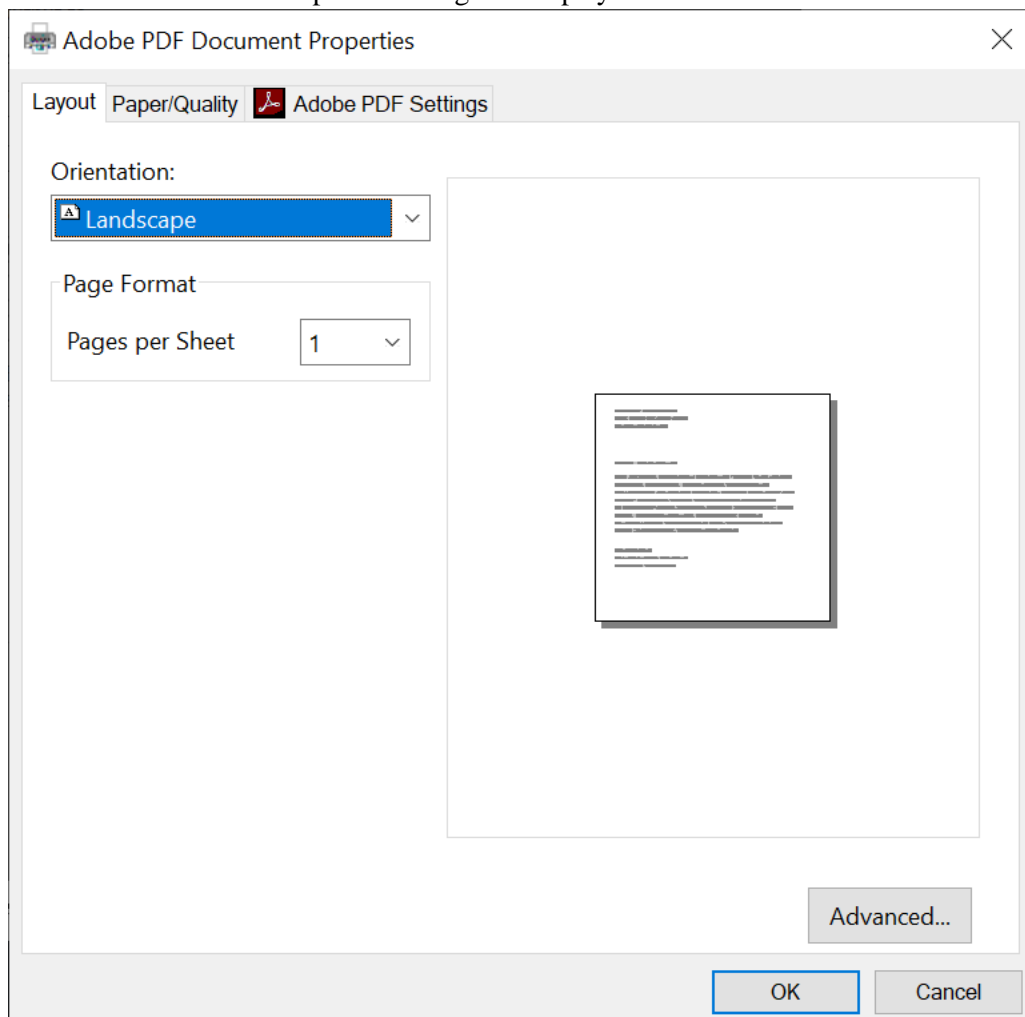 Adobe PDF Document Properties
Layout Paper/Quality Adobe PDF Settings
Orientation:
A Landscape
Page Format
Pages per Sheet 1
Advanced...
OK Cancel